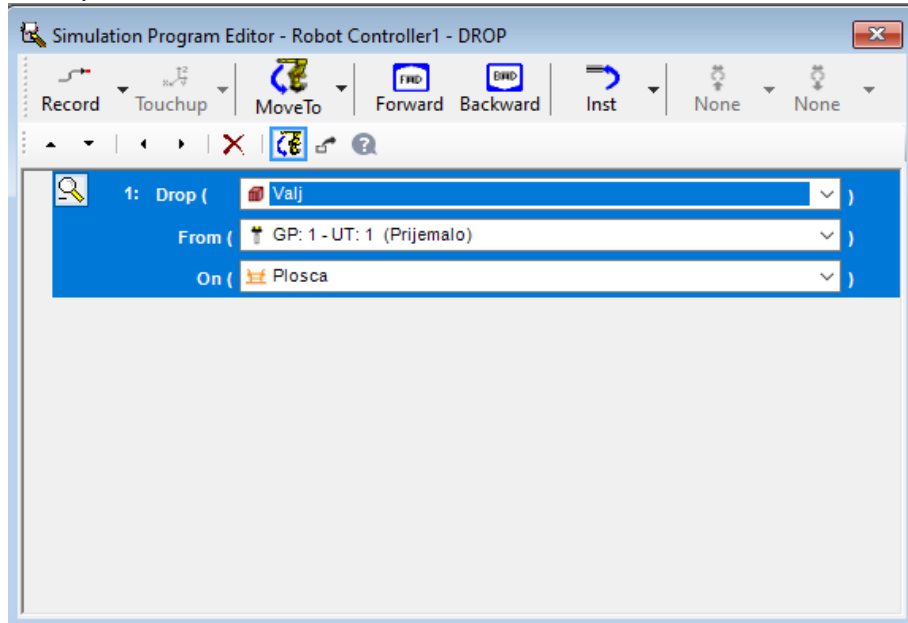 Simulation Program Editor - Robot Controller1 - DROP
Record Touchup MoveTo FWD Forward BWD Backward Inst None None
1: Drop ( Valj )
From ( GP: 1 - UT: 1 (Prijemalo) )
On ( Plosca )